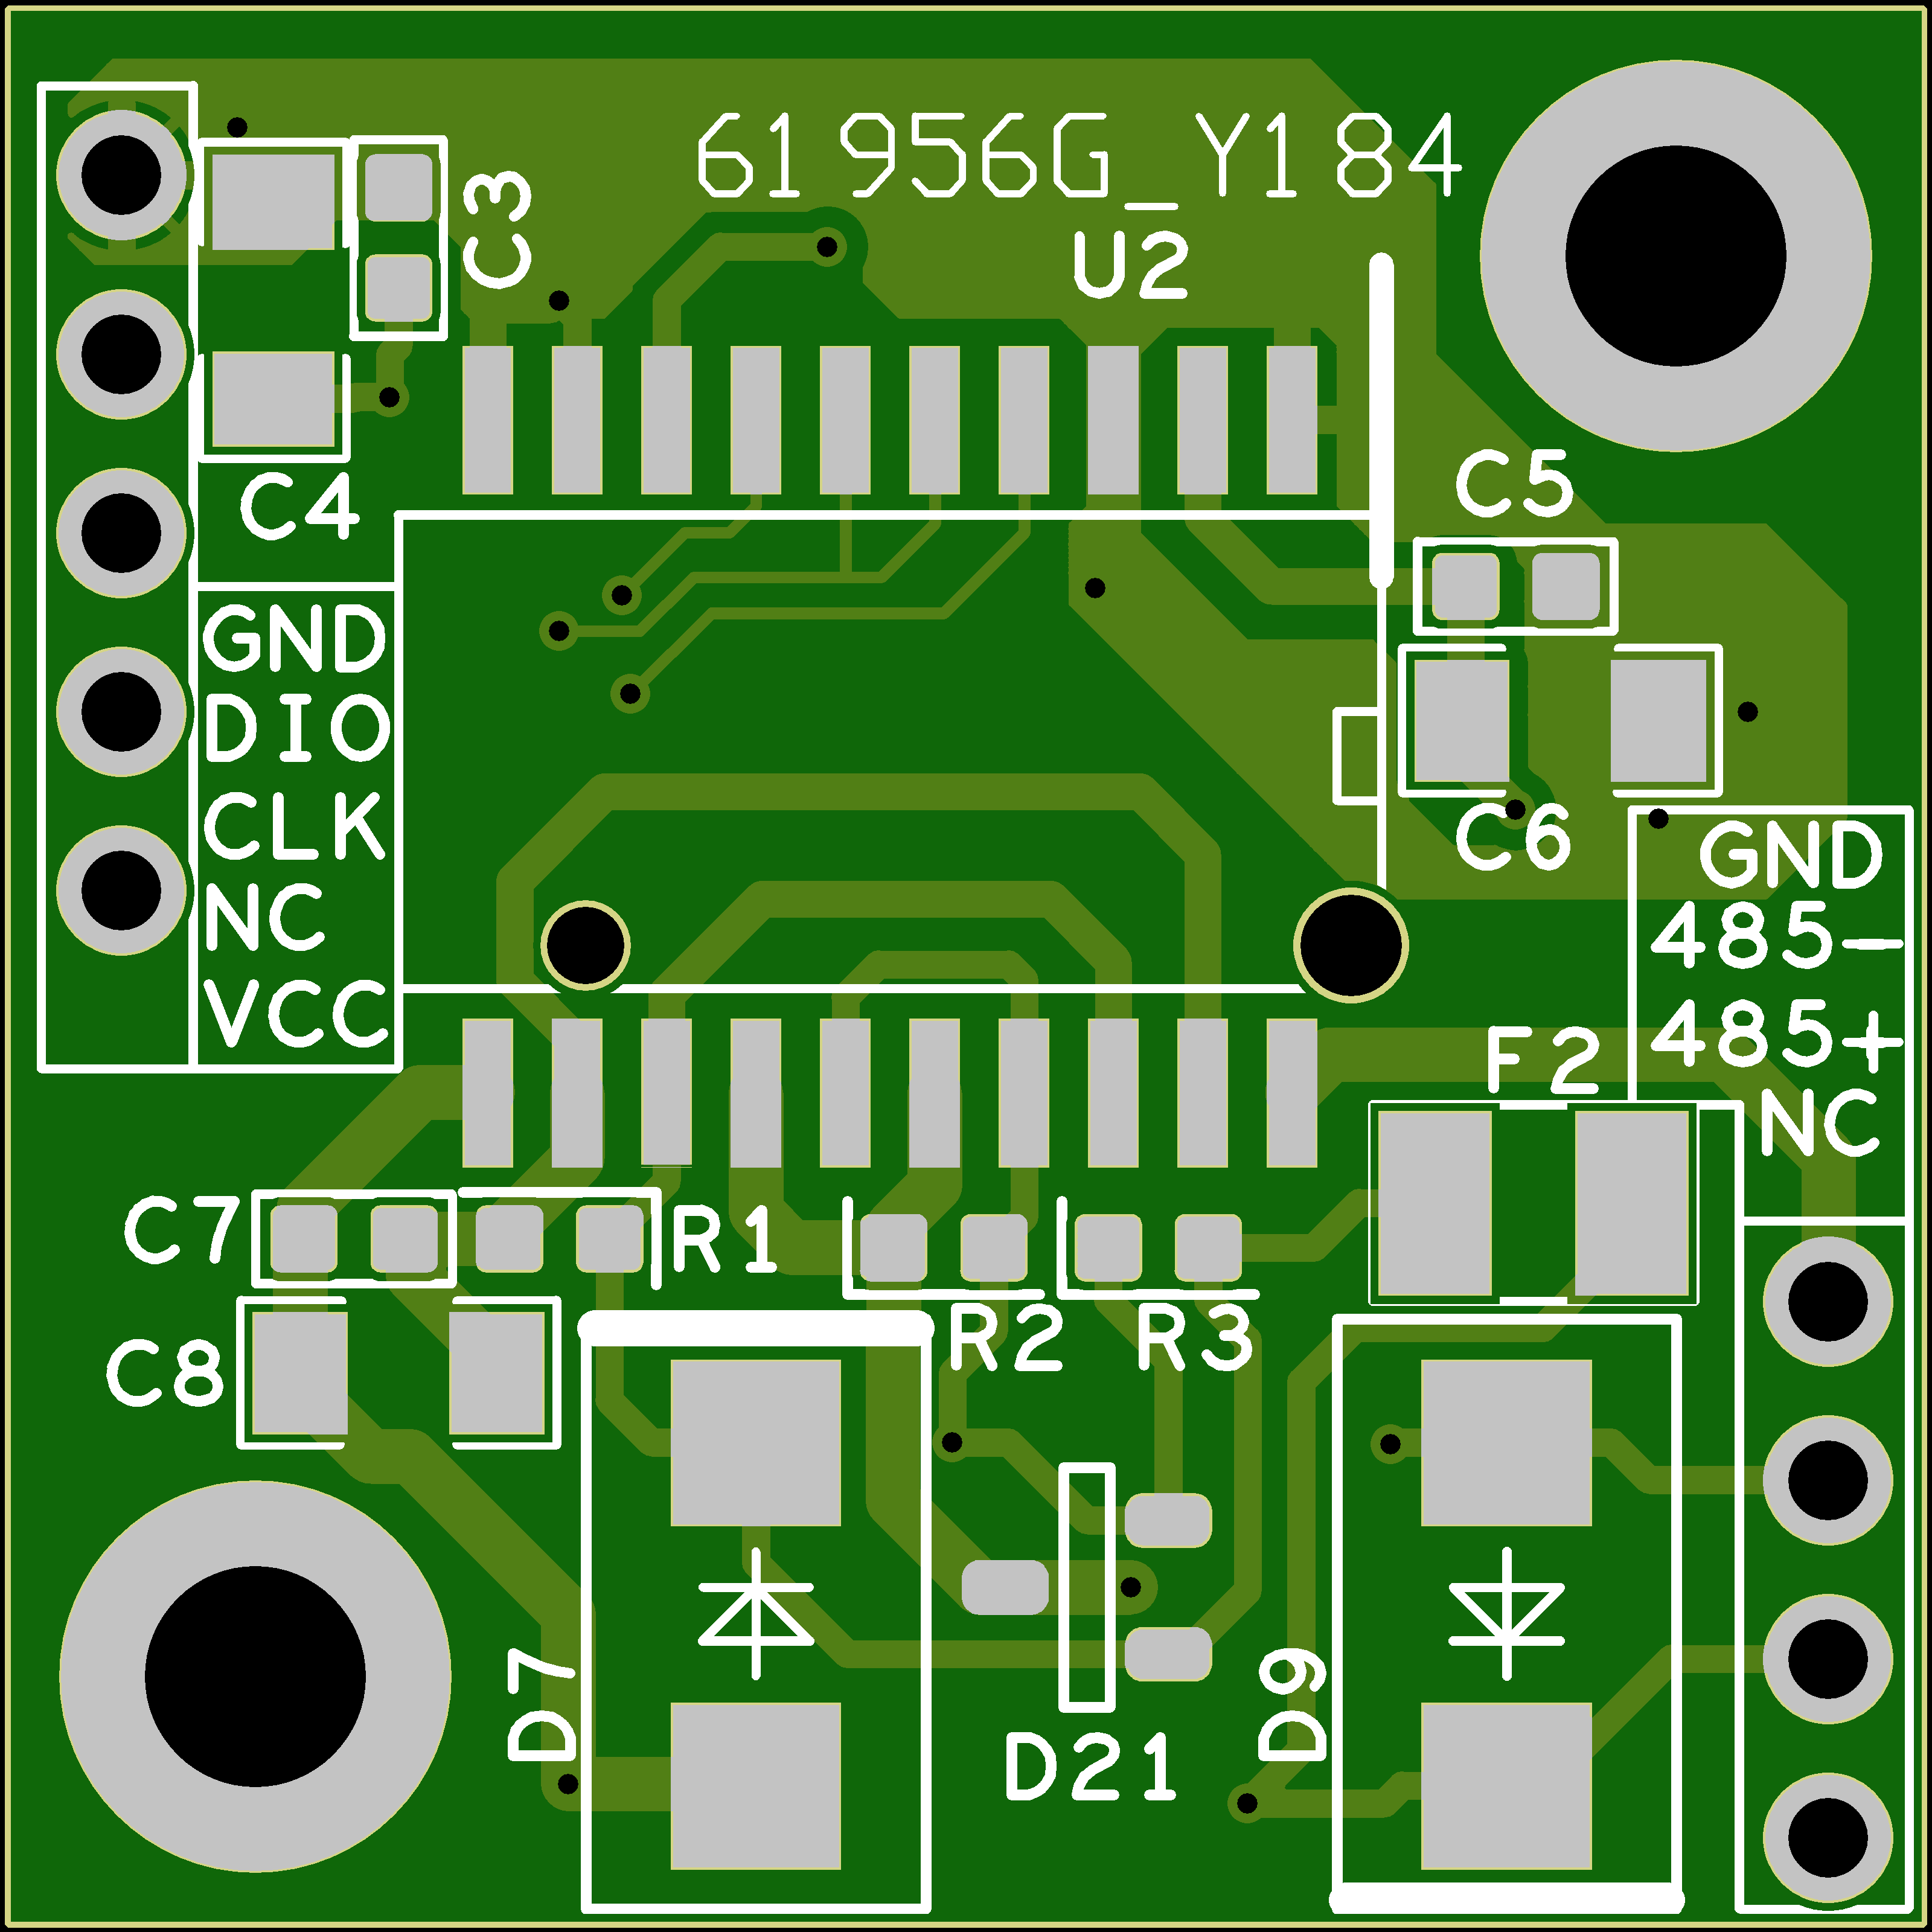 61956G_Y184
U2
C3
C4
C5
GND
DIO
CLK
NC
VCC
C6
GND
485-
485+
NC
F2
C7
R1
C8
R2
R3
D7
D21
D9